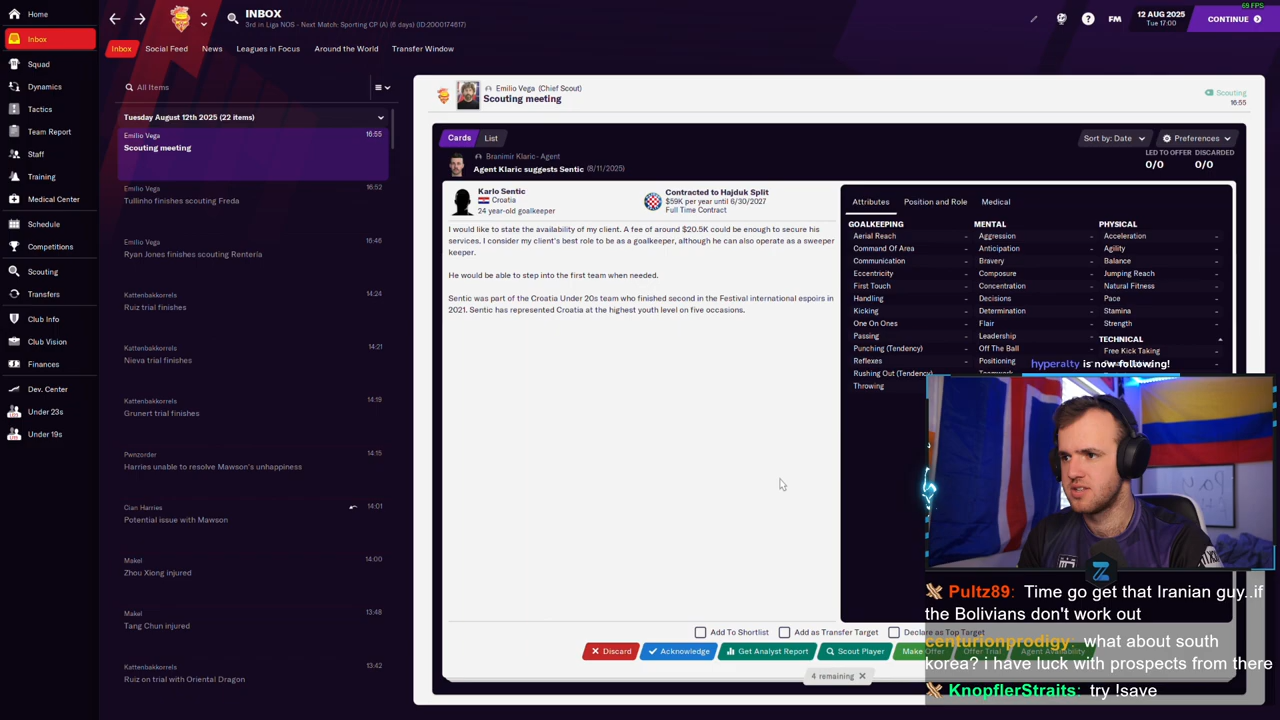 69 FPS
INBOX
3rd in Liga NOS - Next Match: Sporting CP (A) (6 days) (ID:2000174617)
FM
12 AUG 2025
Tue 17:00
CONTINUE
Home
Inbox
Squad
Dynamics
Tactics
Team Report
Staff
Training
Medical Center
Schedule
Competitions
Scouting
Transfers
Club Info
Club Vision
Finances
Dev. Center
Under 23s
Under 19s
Inbox
Social Feed
News
Leagues in Focus
Around the World
Transfer Window
All Items
Tuesday August 12th 2025 (22 items)
Emilio Vega 16:55
Scouting meeting
Emilio Vega 16:52
Tullinho finishes scouting Freda
Emilio Vega 16:46
Ryan Jones finishes scouting Renteria
Kattenbakkorrels 14:24
Ruiz trial finishes
Kattenbakkorrels 14:21
Nieva trial finishes
Kattenbakkorrels 14:19
Grunert trial finishes
Pwnzorder 14:15
Harries unable to resolve Mawson's unhappiness
Cian Harries 14:01
Potential issue with Mawson
Makel 14:00
Zhou Xiong injured
Makel 13:48
Tang Chun injured
Kattenbakkorrels 13:42
Ruiz on trial with Oriental Dragon
Emilio Vega (Chief Scout)
Scouting meeting
Scouting
16:55
Cards
List
Sort by: Date
Preferences
Branimir Klaric- Agent
Agent Klaric suggests Sentic (8/11/2025)
LED TO OFFER DISCARDED
0/0 0/0
Karlo Sentic
Croatia
24 year-old goalkeeper
Contracted to Hajduk Split
$59K per year until 6/30/2027
Full Time Contract
I would like to state the availability of my client. A fee of around $20.5K could be enough to secure his
services. I consider my client's best role to be as a goalkeeper, although he can also operate as a sweeper
keeper.
He would be able to step into the first team when needed.
Sentic was part of the Croatia Under 20s team who finished second in the Festival international espoirs in
2021. Sentic has represented Croatia at the highest youth level on five occasions.
Attributes
Position and Role
Medical
GOALKEEPING
Aerial Reach -
Command Of Area -
Communication -
Eccentricity -
First Touch -
Handling -
Kicking -
One On Ones -
Passing -
Punching (Tendency) -
Reflexes -
Rushing Out (Tendency)
Throwing
MENTAL
Aggression -
Anticipation -
Bravery -
Composure -
Concentration -
Decisions -
Determination -
Flair -
Leadership -
Off The Ball -
Positioning
Teamwork
PHYSICAL
Acceleration -
Agility -
Balance -
Jumping Reach -
Natural Fitness -
Pace -
Stamina -
Strength -
TECHNICAL
Free Kick Taking
hyperalty is now following!
Add To Shortlist
Add as Transfer Target
Declare as Top Target
Discard
Acknowledge
Get Analyst Report
Scout Player
Make Offer
Offer Trial
Agent Availability
4 remaining
Pultz89: Time go get that Iranian guy..if
the Bolivians don't work out
centurionprodigy: what about south
korea? i have luck with prospects from there
KnopflerStraits: try !save